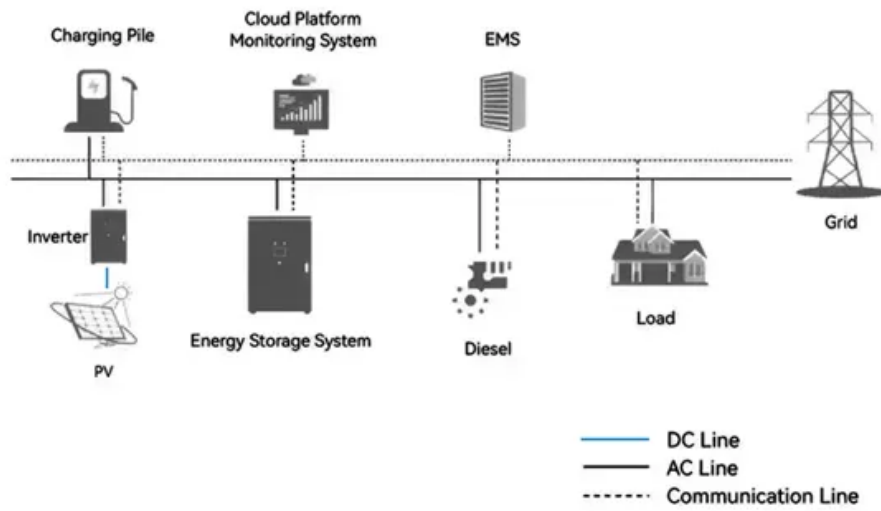 Charging Pile
Cloud Platform
Monitoring System
EMS
Grid
Inverter
PV
Energy Storage System
Diesel
Load
DC Line
AC Line
Communication Line